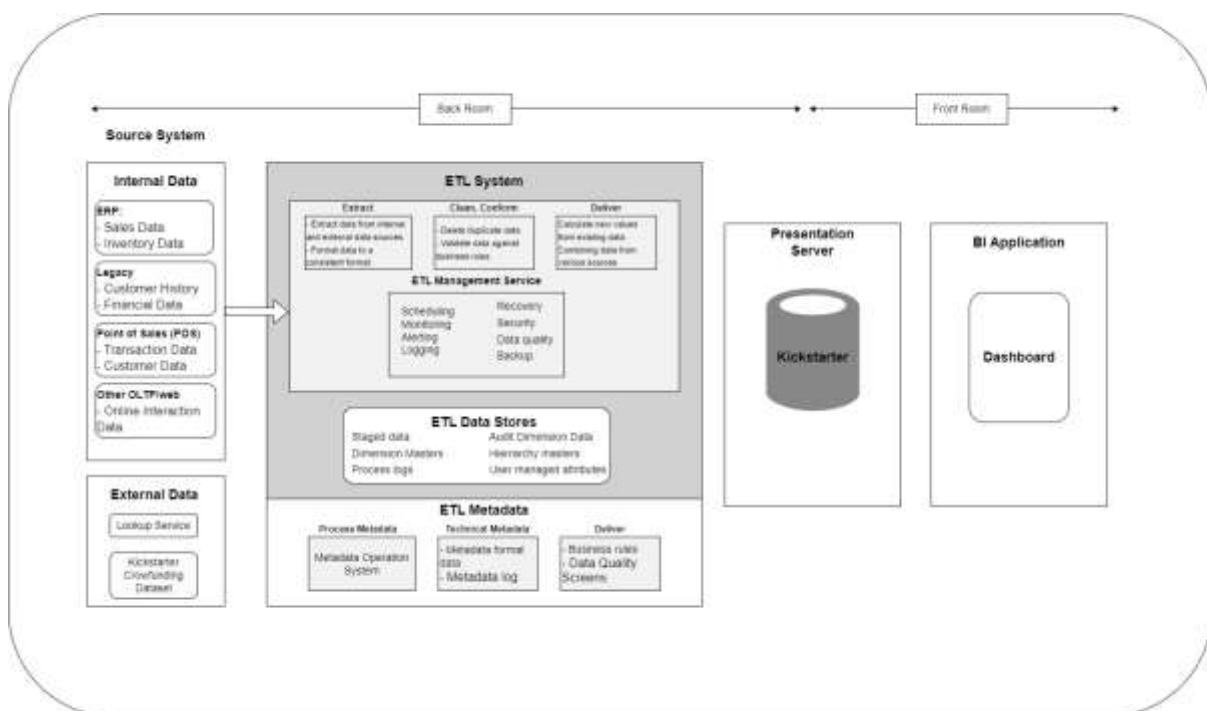 Back Room
Front Room
Source System
Internal Data
ERP:
- Sales Data
- Inventory Data
Legacy
- Customer History
- Financial Data
Point of Sales (POS)
- Transaction Data
- Customer Data
Other OLTP/web
- Online Interaction
Data
External Data
Lookup Service
Kickstarter
Crowfunding
Dataset
ETL System
Extract
- Extract data from interna
and external data sources.
- Format data to a
consistent format
Clean, Conform
- Delete duplicate data
- Validate data against
business rules.
Deliver
Calculate new values
from existing data
Combining data from
various sources
ETL Management Service
Scheduling
Monitoring
Alerting
Logging
Recovery
Security
Data quality
Backup
ETL Data Stores
Staged data
Dimension Masters
Process logs
Audit Dimension Data
Hierarchy masters
User managed attributes
ETL Metadata
Process Metadata
Metadata Operation
System
Technical Metadata
- Metadata format
data
- Metadata log
Deliver
- Business rules
- Data Quality
Screens
Presentation
Server
Kickstarter
BI Application
Dashboard